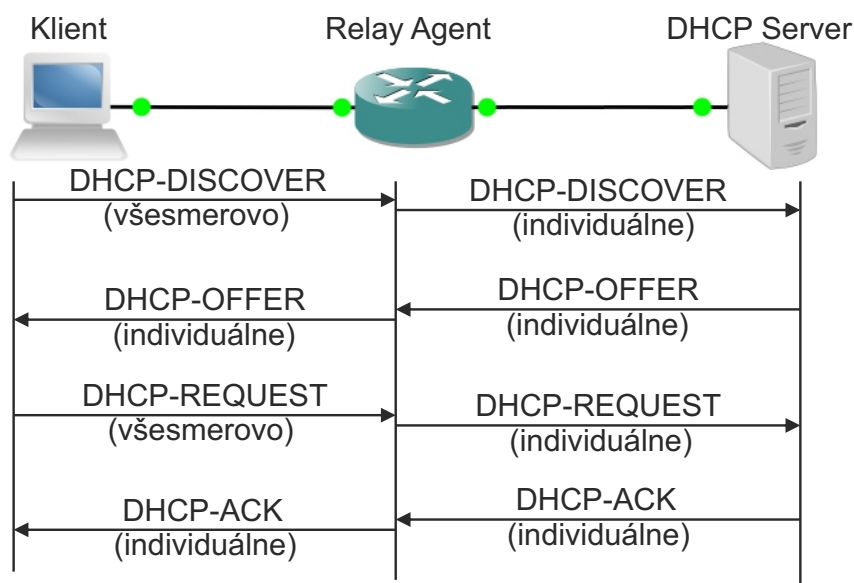 Klient
Relay Agent
DHCP Server
DHCP-DISCOVER
(všesmerovo)
DHCP-DISCOVER
(individuálne)
DHCP-OFFER
(individuálne)
DHCP-OFFER
(individuálne)
DHCP-REQUEST
(všesmerovo)
DHCP-REQUEST
(individuálne)
DHCP-ACK
(individuálne)
DHCP-ACK
(individuálne)